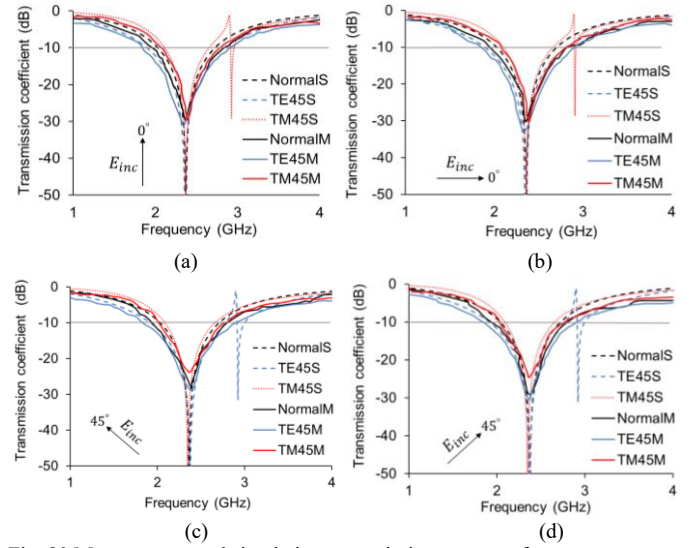 Transmission coefficient (dB)
0
-10
-20
-30
-40
-50
1
2
3
4
Frequency (GHz)
0°
E_inc
NormalS
TE45S
TM45S
NormalM
TE45M
TM45M
(a)
Transmission coefficient (dB)
0
-10
-20
-30
-40
-50
1
2
3
4
Frequency (GHz)
E_inc
0°
NormalS
TE45S
TM45S
NormalM
TE45M
TM45M
(b)
Transmission coefficient (dB)
0
-10
-20
-30
-40
-50
1
2
3
4
Frequency (GHz)
45° E_inc
NormalS
TE45S
TM45S
NormalM
TE45M
TM45M
(c)
Transmission coefficient (dB)
0
-10
-20
-30
-40
-50
1
2
3
4
Frequency (GHz)
E_inc 45°
NormalS
TE45S
TM45S
NormalM
TE45M
TM45M
(d)